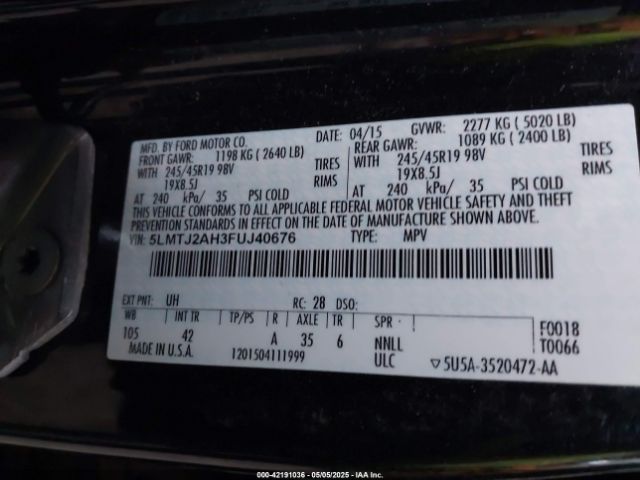 MFD. BY FORD MOTOR CO. DATE: 04/15 GVWR: 2277 KG ( 5020 LB)
FRONT GAWR: 1198 KG ( 2640 LB) REAR GAWR: 1089 KG ( 2400 LB)
WITH 245/45R19 98V TIRES WITH 245/45R19 98V TIRES
19X8.5J RIMS 19X8.5J RIMS
AT 240 kPa/ 35 PSI COLD AT 240 kPa/ 35 PSI COLD
THIS VEHICLE CONFORMS TO ALL APPLICABLE FEDERAL MOTOR VEHICLE SAFETY AND THEFT
PREVENTION STANDARDS IN EFFECT ON THE DATE OF MANUFACTURE SHOWN ABOVE.
VIN: 5LMTJ2AH3FUJ40676 TYPE: MPV
EXT PNT: UH RC: 28 DSO:
WB INT TR TP/PS R AXLE TR SPR
105 42 A 35 6 NNLL F0018
MADE IN U.S.A. 1201504111999 ULC T0066
▽5U5A-3520472-AA
000-42191036 - 05/05/2025 - IAA Inc.